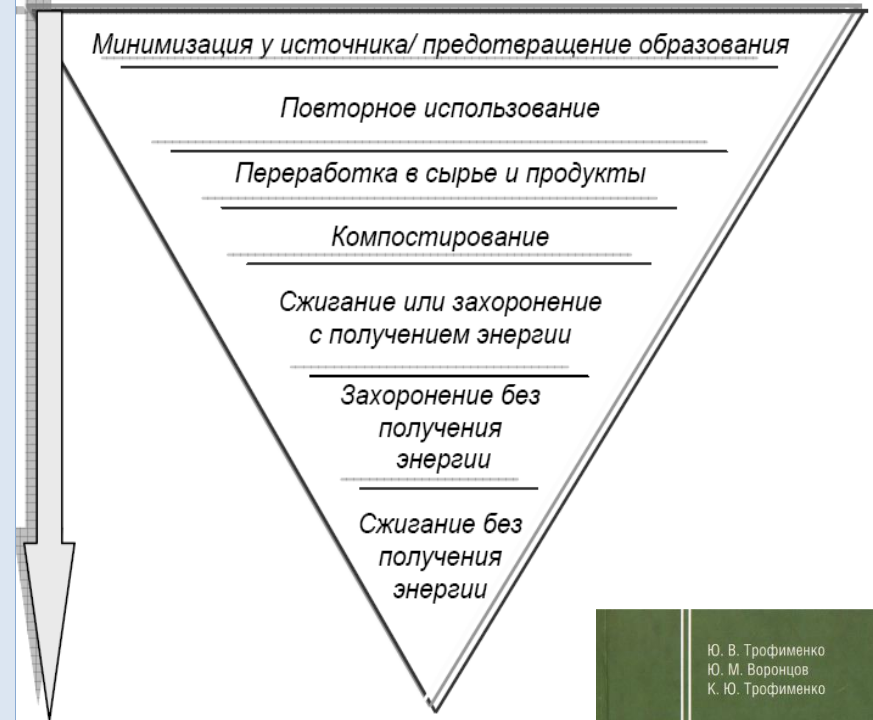 Минимизация у источника/ предотвращение образования
Повторное использование
Переработка в сырье и продукты
Компостирование
Сжигание или захоронение
с получением энергии
Захоронение без
получения
энергии
Сжигание без
получения
энергии
Ю. В. Трофименко
Ю. М. Воронцов
К. Ю. Трофименко